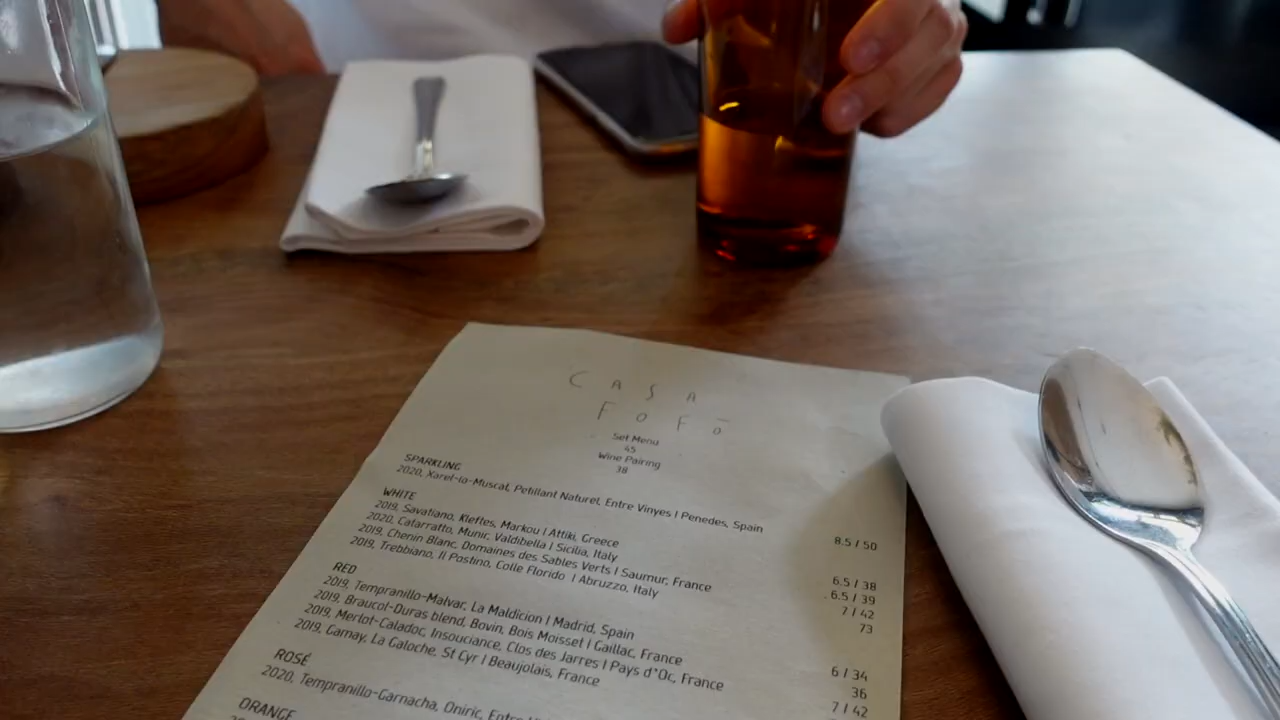 CASA
FOFŌ
Set Menu
45
Wine Pairing
38
SPARKLING
2020, Xarel-lo-Muscat, Petillant Naturel, Entre Vinyes | Penedes, Spain 8.5 / 50
WHITE
2019, Savatiano, Kleftes, Markou | Attiki, Greece 6.5 / 38
2020, Catarratto, Munir, Valdibella | Sicilia, Italy 6.5 / 39
2019, Chenin Blanc, Domaines des Sables Verts | Saumur, France 7 / 42
2019, Trebbiano, Il Postino, Colle Florido | Abruzzo, Italy 73
RED
2019, Tempranillo-Malvar, La Maldicion | Madrid, Spain 6 / 34
2019, Braucol-Duras blend, Bovin, Bois Moisset | Gaillac, France 36
2019, Merlot-Caladoc, Insouciance, Clos des Jarres | Pays d'Oc, France 7 / 42
2019, Gamay, La Galoche, St Cyr | Beaujolais, France
ROSÉ
2020, Tempranillo-Garnacha, Oniric, Entre
ORANGE